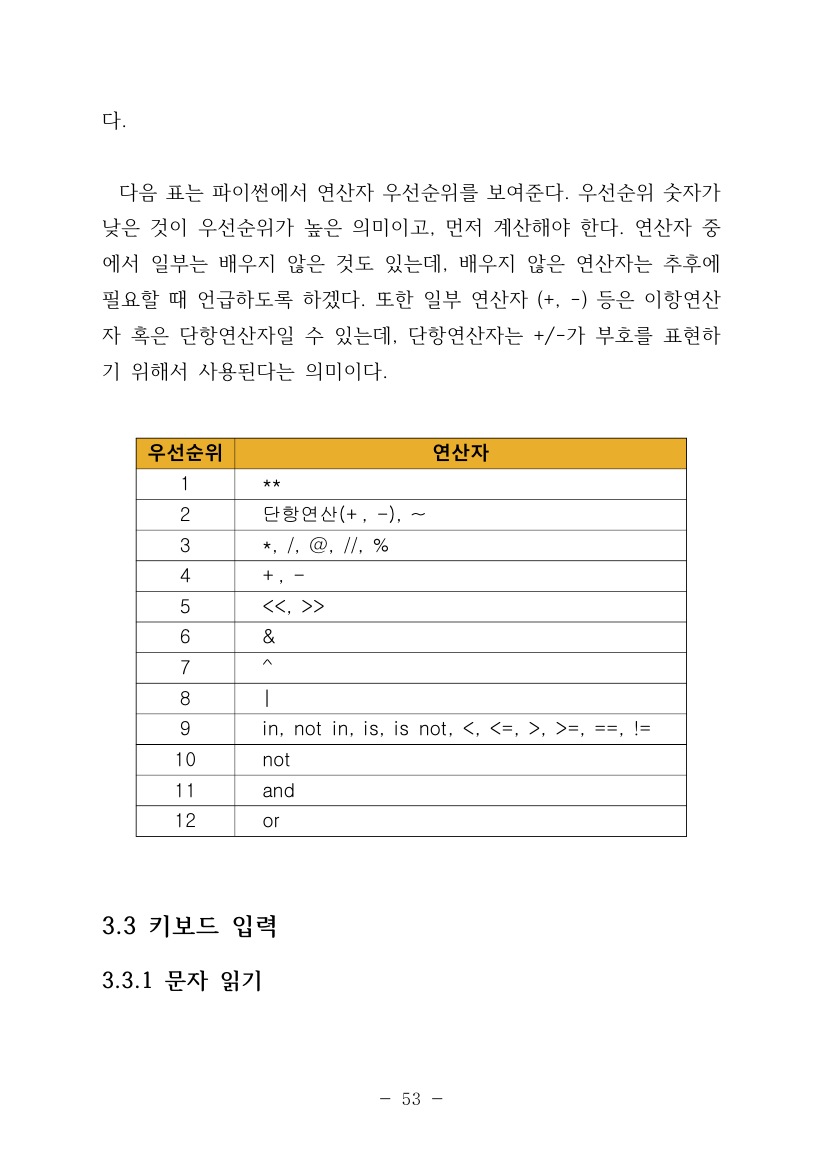 다.
다음 표는 파이썬에서 연산자 우선순위를 보여준다. 우선순위 숫자가
낮은 것이 우선순위가 높은 의미이고, 먼저 계산해야 한다. 연산자 중
에서 일부는 배우지 않은 것도 있는데, 배우지 않은 연산자는 추후에
필요할 때 언급하도록 하겠다. 또한 일부 연산자 (+, -) 등은 이항연산
자 혹은 단항연산자일 수 있는데, 단항연산자는 +/-가 부호를 표현하
기 위해서 사용된다는 의미이다.
우선순위 연산자
1 **
2 단항연산(+, -), ~
3 *, /, @, //, %
4 +, -
5 <<, >>
6 &
7 ^
8 |
9 in, not in, is, is not, <, <=, >, >=, ==, !=
10 not
11 and
12 or
3.3 키보드 입력
3.3.1 문자 읽기
- 53 -